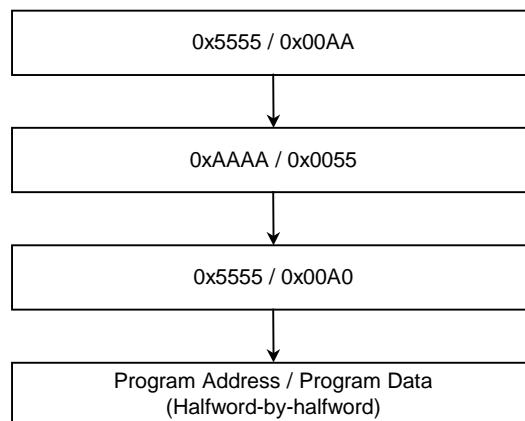 0x5555 / 0x00AA
0xAAAA / 0x0055
0x5555 / 0x00A0
Program Address / Program Data
(Halfword-by-halfword)